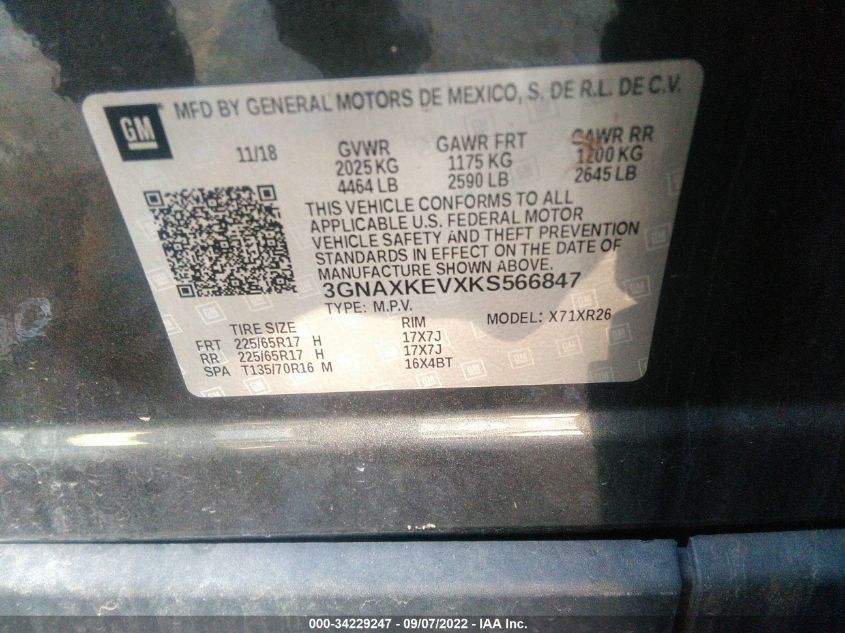 GM
MFD BY GENERAL MOTORS DE MEXICO, S. DE R.L. DE C.V.
11/18 GVWR GAWR FRT GAWR RR
2025 KG 1175 KG 1200 KG
4464 LB 2590 LB 2645 LB
THIS VEHICLE CONFORMS TO ALL
APPLICABLE U.S. FEDERAL MOTOR
VEHICLE SAFETY AND THEFT PREVENTION
STANDARDS IN EFFECT ON THE DATE OF
MANUFACTURE SHOWN ABOVE.
3GNAXKEVXKS566847
TYPE: M.P.V. MODEL: X71XR26
TIRE SIZE RIM
FRT 225/65R17 H 17X7J
RR 225/65R17 H 17X7J
SPA T135/70R16 M 16X4BT
000-34229247 - 09/07/2022 - IAA Inc.